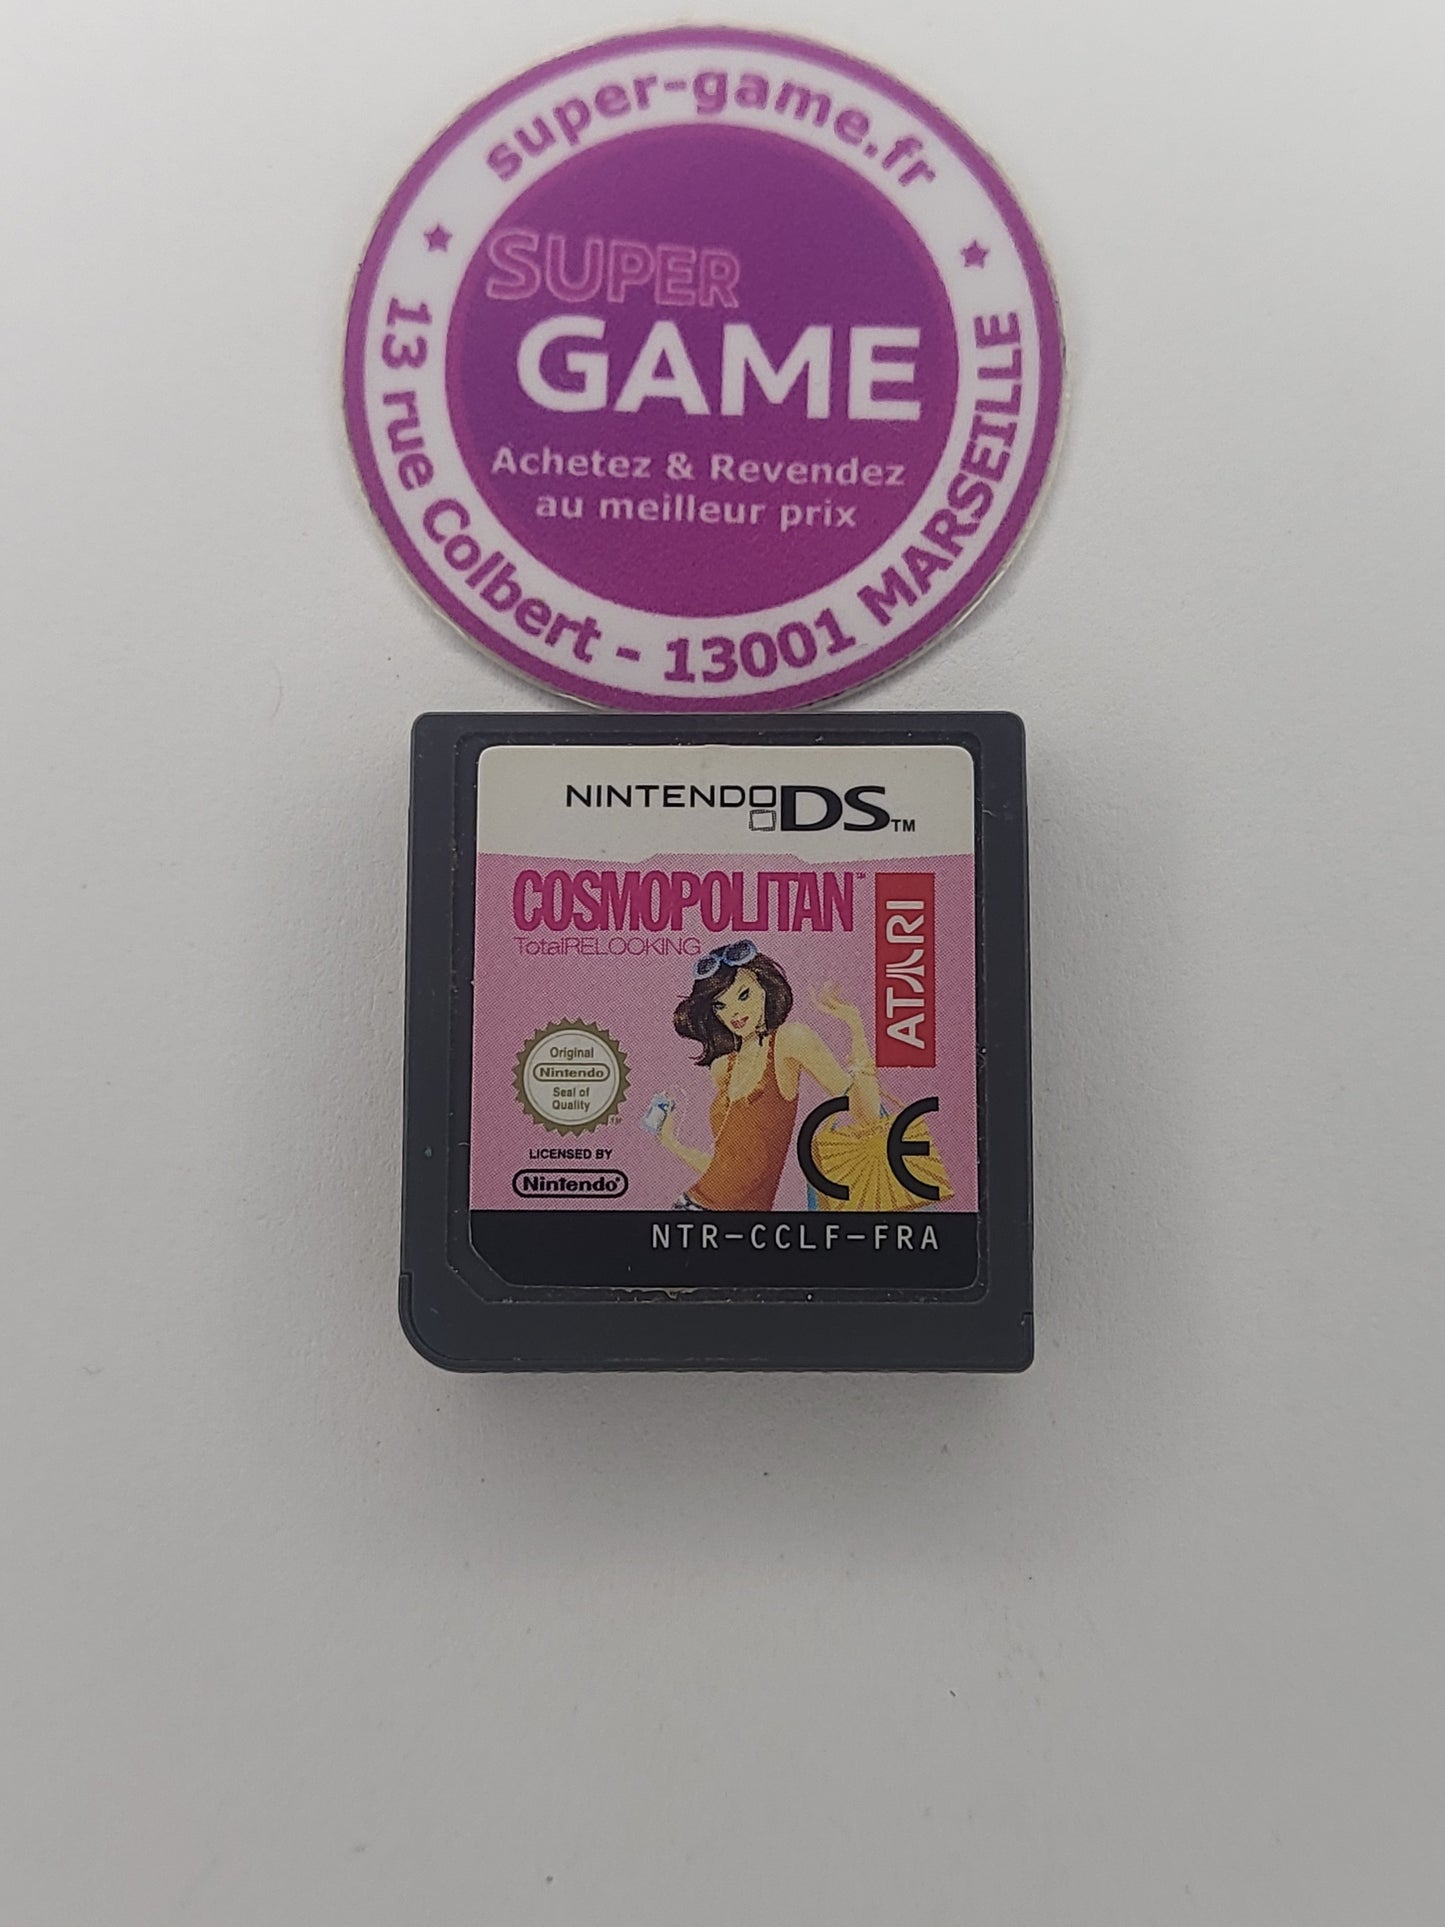 super-game.fr
SUPER
GAME
Achetez & Revendez
au meilleur prix
13 rue Colbert - 13001 MARSEILLE
NINTENDO DS™
COSMOPOLITAN™
TotalRELOOKING
ATARI
Original
Nintendo
Seal of
Quality
TM
LICENSED BY
Nintendo®
CE
NTR-CCLF-FRA